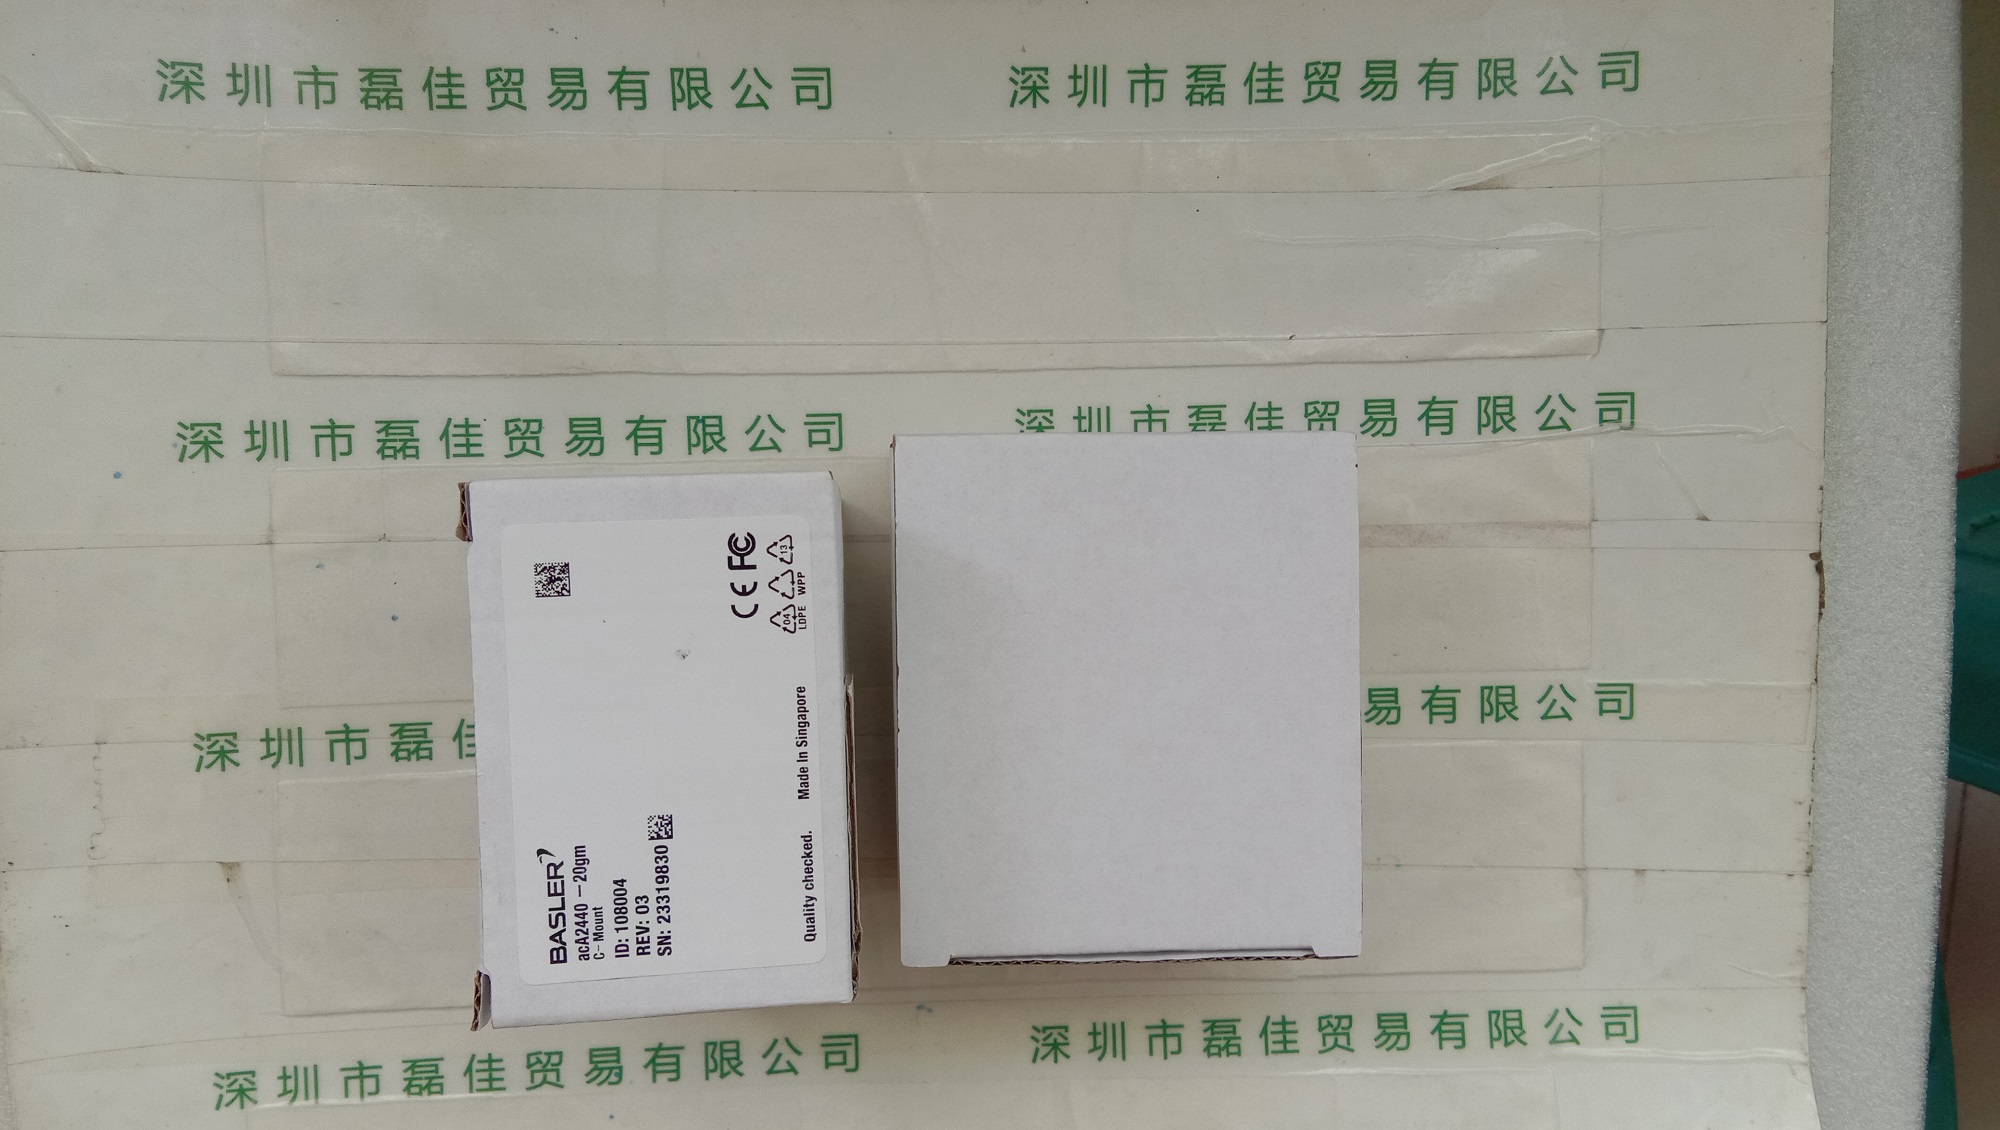 深圳市磊佳贸易有限公司
深圳市磊佳贸易有限公司
深圳市磊佳贸易有限公司
深圳市磊佳贸易有限公司
深圳市磊佳
易有限公司
深圳市磊佳贸易有限公司
深圳市磊佳贸易有限公司
BASLER
acA2440-20gm
C-Mount
ID: 108004
REV: 03
SN: 23319830
Quality checked.
Made In Singapore
CE FC
04
13
LDPE WPP